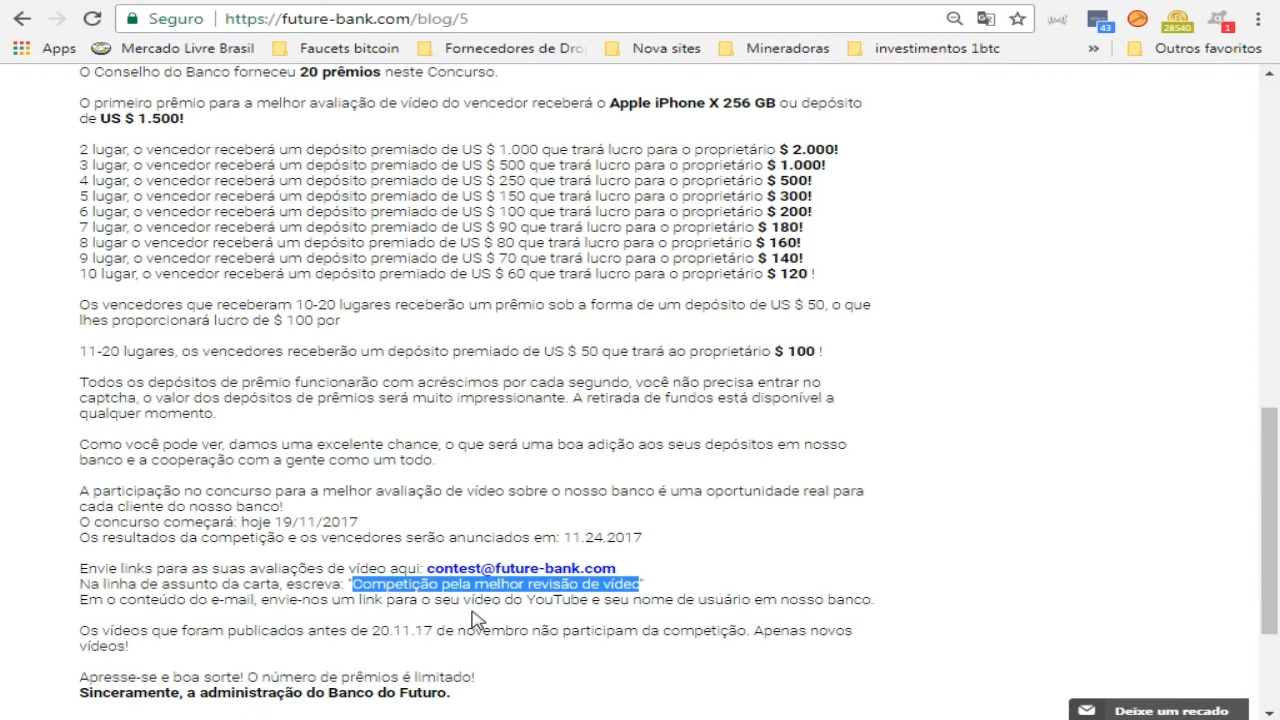 Seguro https://future-bank.com/blog/5
43 28540 1
Apps Mercado Livre Brasil Faucets bitcoin Fornecedores de Dro Nova sites Mineradoras investimentos 1btc » Outros favoritos
O Conselho do Banco forneceu 20 prêmios neste Concurso.
O primeiro prêmio para a melhor avaliação de vídeo do vencedor receberá o Apple iPhone X 256 GB ou depósito
de US $ 1.500!
2 lugar, o vencedor receberá um depósito premiado de US $ 1.000 que trará lucro para o proprietário $ 2.000!
3 lugar, o vencedor receberá um depósito premiado de US $ 500 que trará lucro para o proprietário $ 1.000!
4 lugar, o vencedor receberá um depósito premiado de US $ 250 que trará lucro para o proprietário $ 500!
5 lugar, o vencedor receberá um depósito premiado de US $ 150 que trará lucro para o proprietário $ 300!
6 lugar, o vencedor receberá um depósito premiado de US $ 100 que trará lucro para o proprietário $ 200!
7 lugar, o vencedor receberá um depósito premiado de US $ 90 que trará lucro para o proprietário $ 180!
8 lugar o vencedor receberá um depósito premiado de US $ 80 que trará lucro para o proprietário $ 160!
9 lugar, o vencedor receberá um depósito premiado de US $ 70 que trará lucro para o proprietário $ 140!
10 lugar, o vencedor receberá um depósito premiado de US $ 60 que trará lucro para o proprietário $ 120 !
Os vencedores que receberam 10-20 lugares receberão um prêmio sob a forma de um depósito de US $ 50, o que
lhes proporcionará lucro de $ 100 por
11-20 lugares, os vencedores receberão um depósito premiado de US $ 50 que trará ao proprietário $ 100 !
Todos os depósitos de prêmio funcionarão com acréscimos por cada segundo, você não precisa entrar no
captcha, o valor dos depósitos de prêmios será muito impressionante. A retirada de fundos está disponível a
qualquer momento.
Como você pode ver, damos uma excelente chance, o que será uma boa adição aos seus depósitos em nosso
banco e a cooperação com a gente como um todo.
A participação no concurso para a melhor avaliação de vídeo sobre o nosso banco é uma oportunidade real para
cada cliente do nosso banco!
O concurso começará: hoje 19/11/2017
Os resultados da competição e os vencedores serão anunciados em: 11.24.2017
Envie links para as suas avaliações de vídeo aqui: contest@future-bank.com
Na linha de assunto da carta, escreva: "Competição pela melhor revisão de vídeo"
Em o conteúdo do e-mail, envie-nos um link para o seu vídeo do YouTube e seu nome de usuário em nosso banco.
Os vídeos que foram publicados antes de 20.11.17 de novembro não participam da competição. Apenas novos
vídeos!
Apresse-se e boa sorte! O número de prêmios é limitado!
Sinceramente, a administração do Banco do Futuro.
Deixe um recado